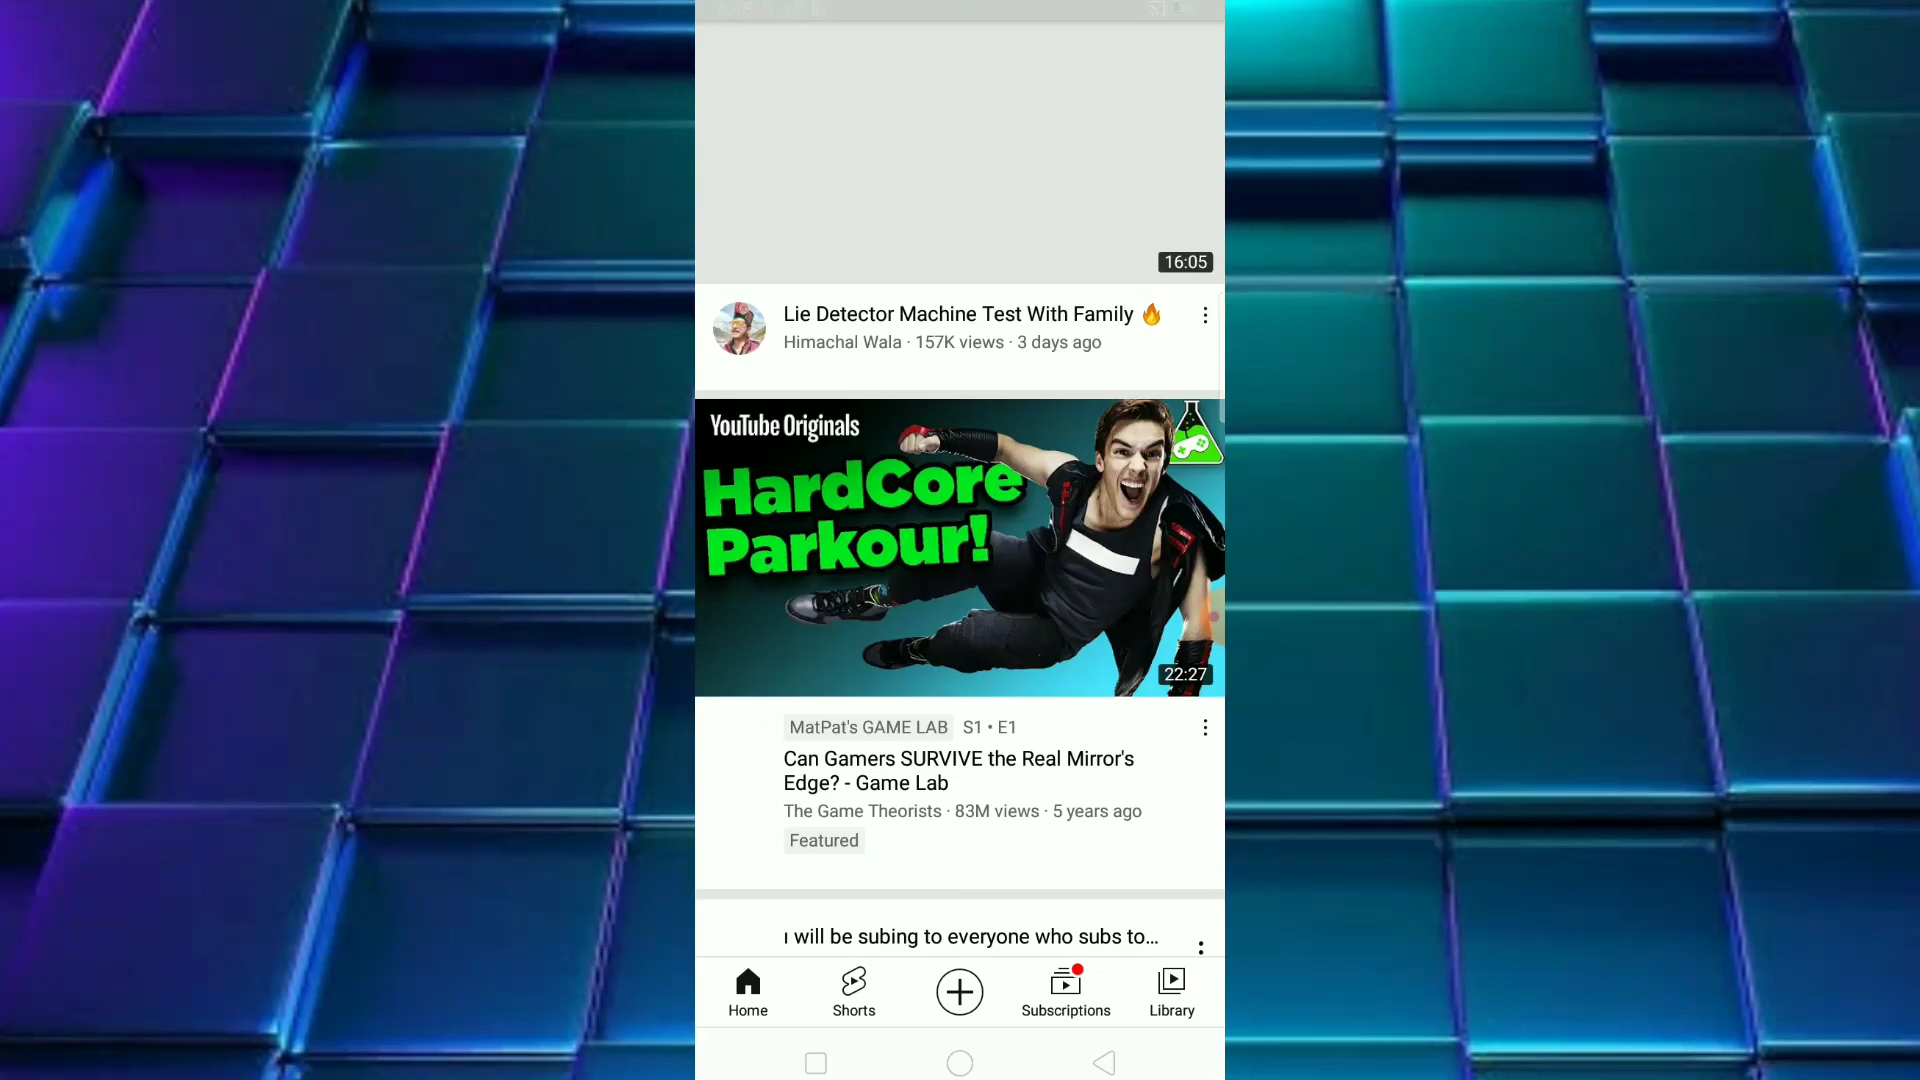 16:05
Lie Detector Machine Test With Family 🔥
Himachal Wala · 157K views · 3 days ago
YouTube Originals
HardCore
Parkour!
22:27
MatPat's GAME LAB S1 • E1
Can Gamers SURVIVE the Real Mirror's
Edge? - Game Lab
The Game Theorists · 83M views · 5 years ago
Featured
I will be subing to everyone who subs to...
Home
Shorts
Subscriptions
Library